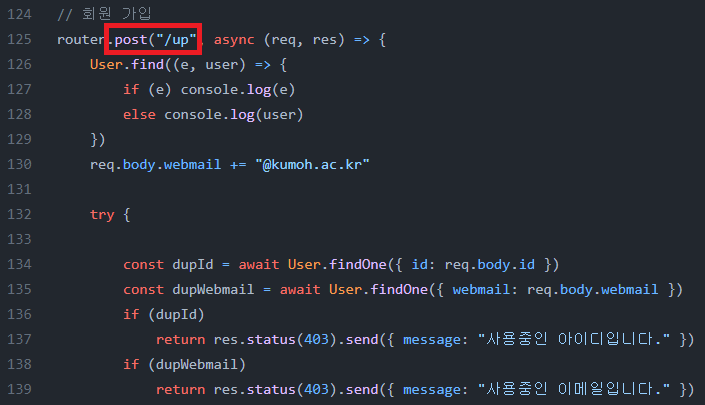 124 // 회원 가입
125 router.post("/up", async (req, res) => {
126 User.find((e, user) => {
127 if (e) console.log(e)
128 else console.log(user)
129 })
130 req.body.webmail += "@kumoh.ac.kr"
131
132 try {
133
134 const dupId = await User.findOne({ id: req.body.id })
135 const dupWebmail = await User.findOne({ webmail: req.body.webmail })
136 if (dupId)
137 return res.status(403).send({ message: "사용중인 아이디입니다." })
138 if (dupWebmail)
139 return res.status(403).send({ message: "사용중인 이메일입니다." })